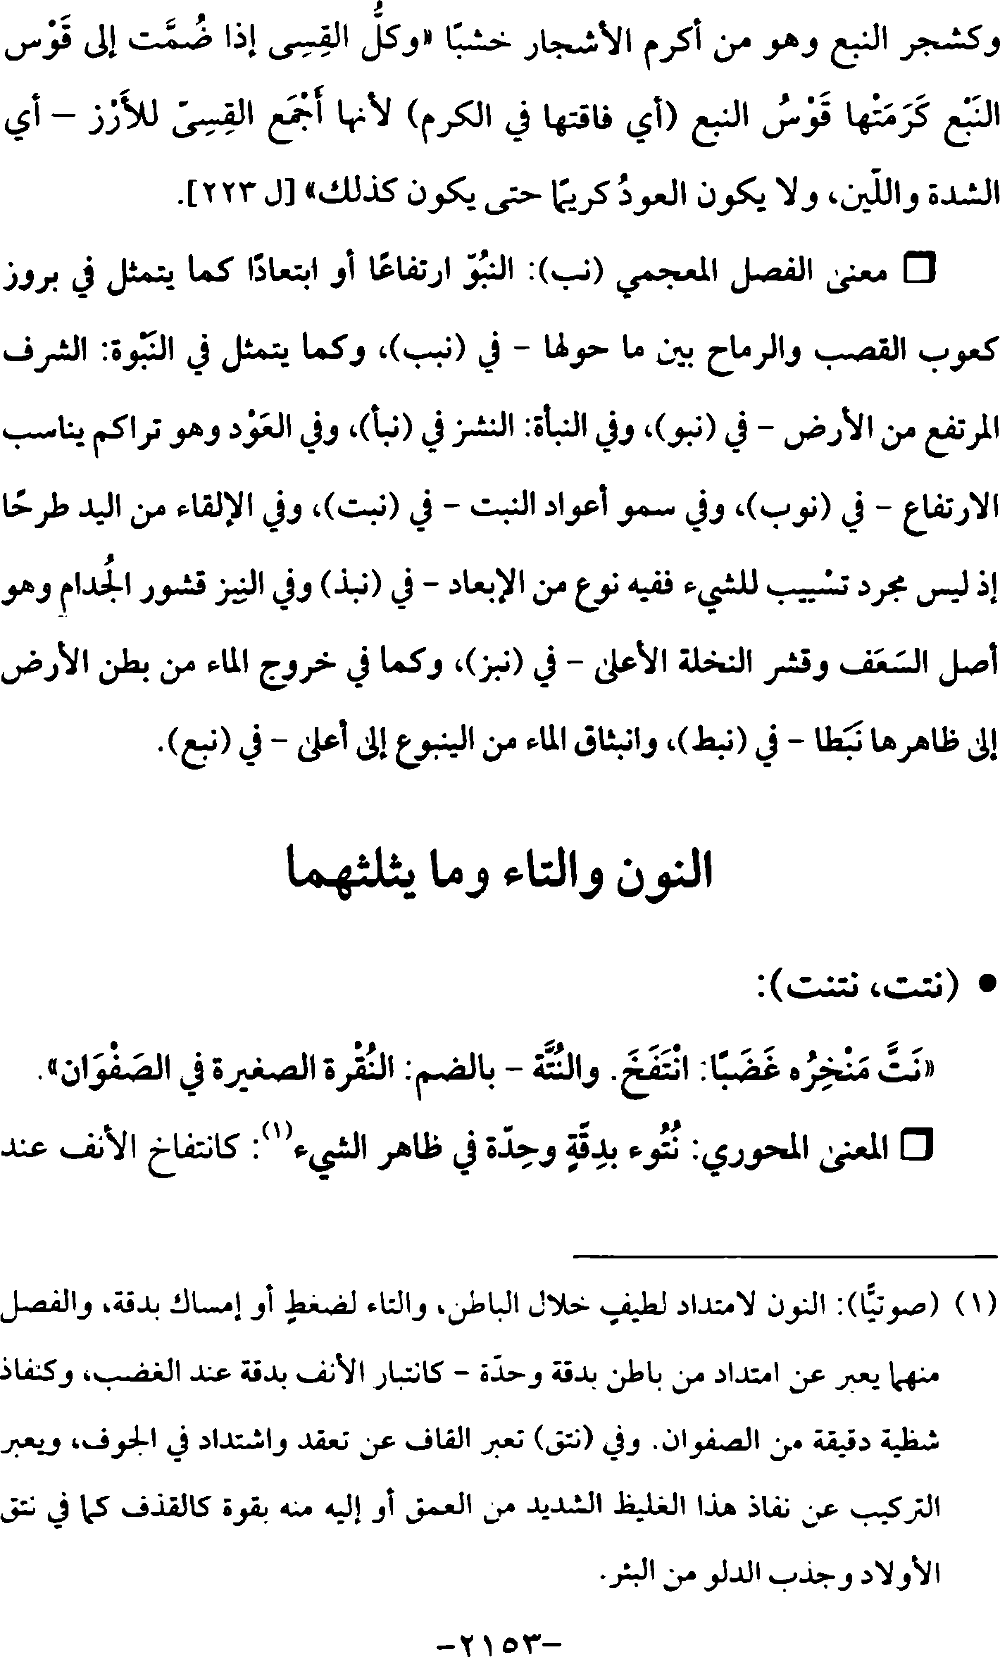 وكشجر النبع وهو من أكرم الأشجار خشبًا «وكلُّ القِسِى إذا ضُمَّت إلى قَوْس
النَبْع كَرَمَتْها قَوْسُ النبع (أي فاقتها في الكرم) لأنها أَجْمَع القِسِىّ للأَرْز – أي
الشدة واللّين، ولا يكون العودُ كريمًا حتى يكون كذلك» [ل ٢٢٣].
❒ معنى الفصل المعجمي (نب): النبُوّ ارتفاعًا أو ابتعادًا كما يتمثل في بروز
كعوب القصب والرماح بين ما حولها - في (نبب)، وكما يتمثل في النَبْوة: الشرف
المرتفع من الأرض - في (نبو)، وفي النبأة: النشز في (نبأ)، وفي العَوْد وهو تراكم يناسب
الارتفاع - في (نوب)، وفي سمو أعواد النبت - في (نبت)، وفي الإلقاء من اليد طرحًا
إذ ليس مجرد تسْييب للشيء ففيه نوع من الإبعاد - في (نبذ) وفي النِبز قشور الجُدام وهو
أصل السَعَف وقشر النخلة الأعلى - في (نبز)، وكما في خروج الماء من بطن الأرض
إلى ظاهرها نَبَطا - في (نبط)، وانبثاق الماء من الينبوع إلى أعلى - في (نبع).
النون والتاء وما يثلثهما
• (نتت، نتنت):
«نَتَّ مَنْخِرُه غَضَبًا: انْتَفَخَ. والنُتَّة - بالضم: النُقْرة الصغيرة في الصَفْوَان».
❒ المعنى المحوري: نُتُوء بدِقَّةٍ وحِدّة في ظاهر الشيء(١): كانتفاخ الأنف عند
(١) (صوتيًّا): النون لامتداد لطيفٍ خلال الباطن، والتاء لضغطٍ أو إمساك بدقة، والفصل
منهما يعبر عن امتداد من باطن بدقة وحدّة - كانتبار الأنف بدقة عند الغضب، وكنفاذ
شظية دقيقة من الصفوان. وفي (نتق) تعبر القاف عن تعقد واشتداد في الجوف، ويعبر
التركيب عن نفاذ هذا الغليظ الشديد من العمق أو إليه منه بقوة كالقذف كما في نتق
الأولاد وجذب الدلو من البئر.
-٢١٥٣-